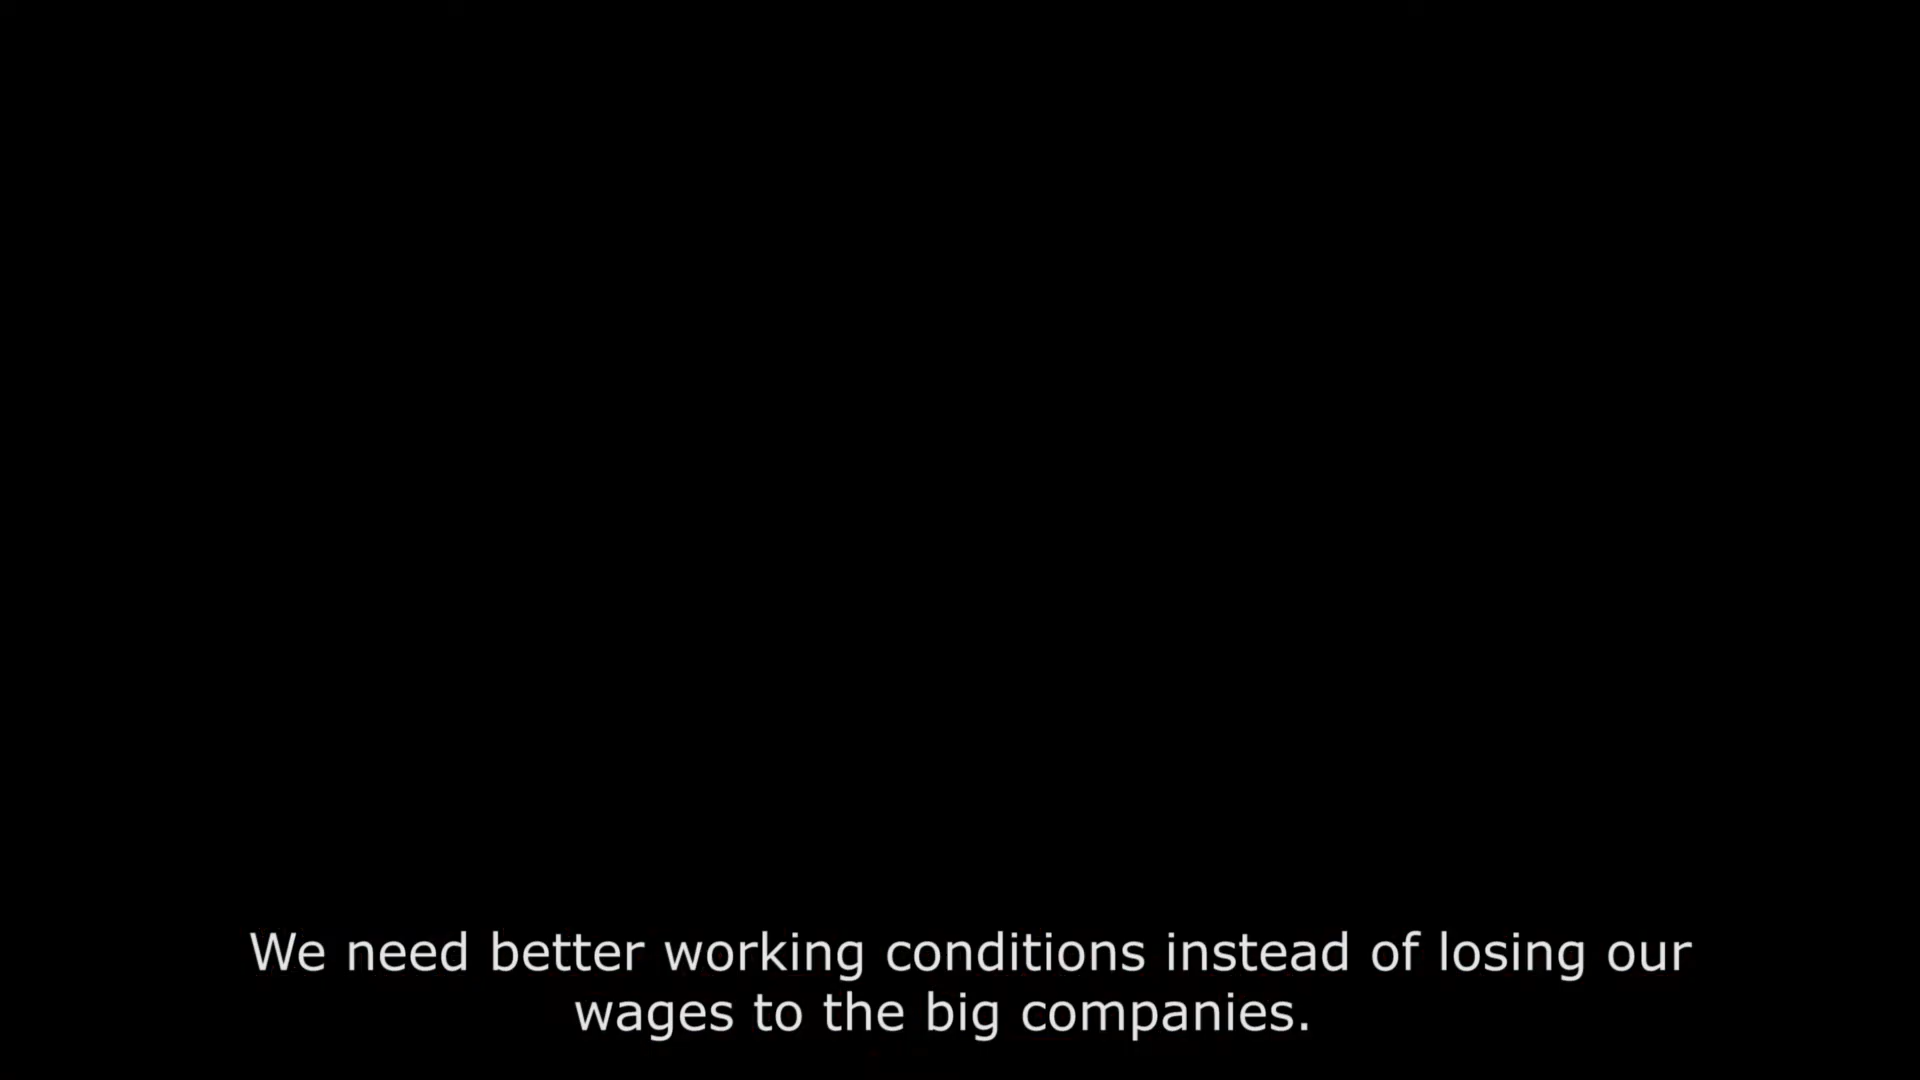 We need better working conditions instead of losing our
wages to the big companies.